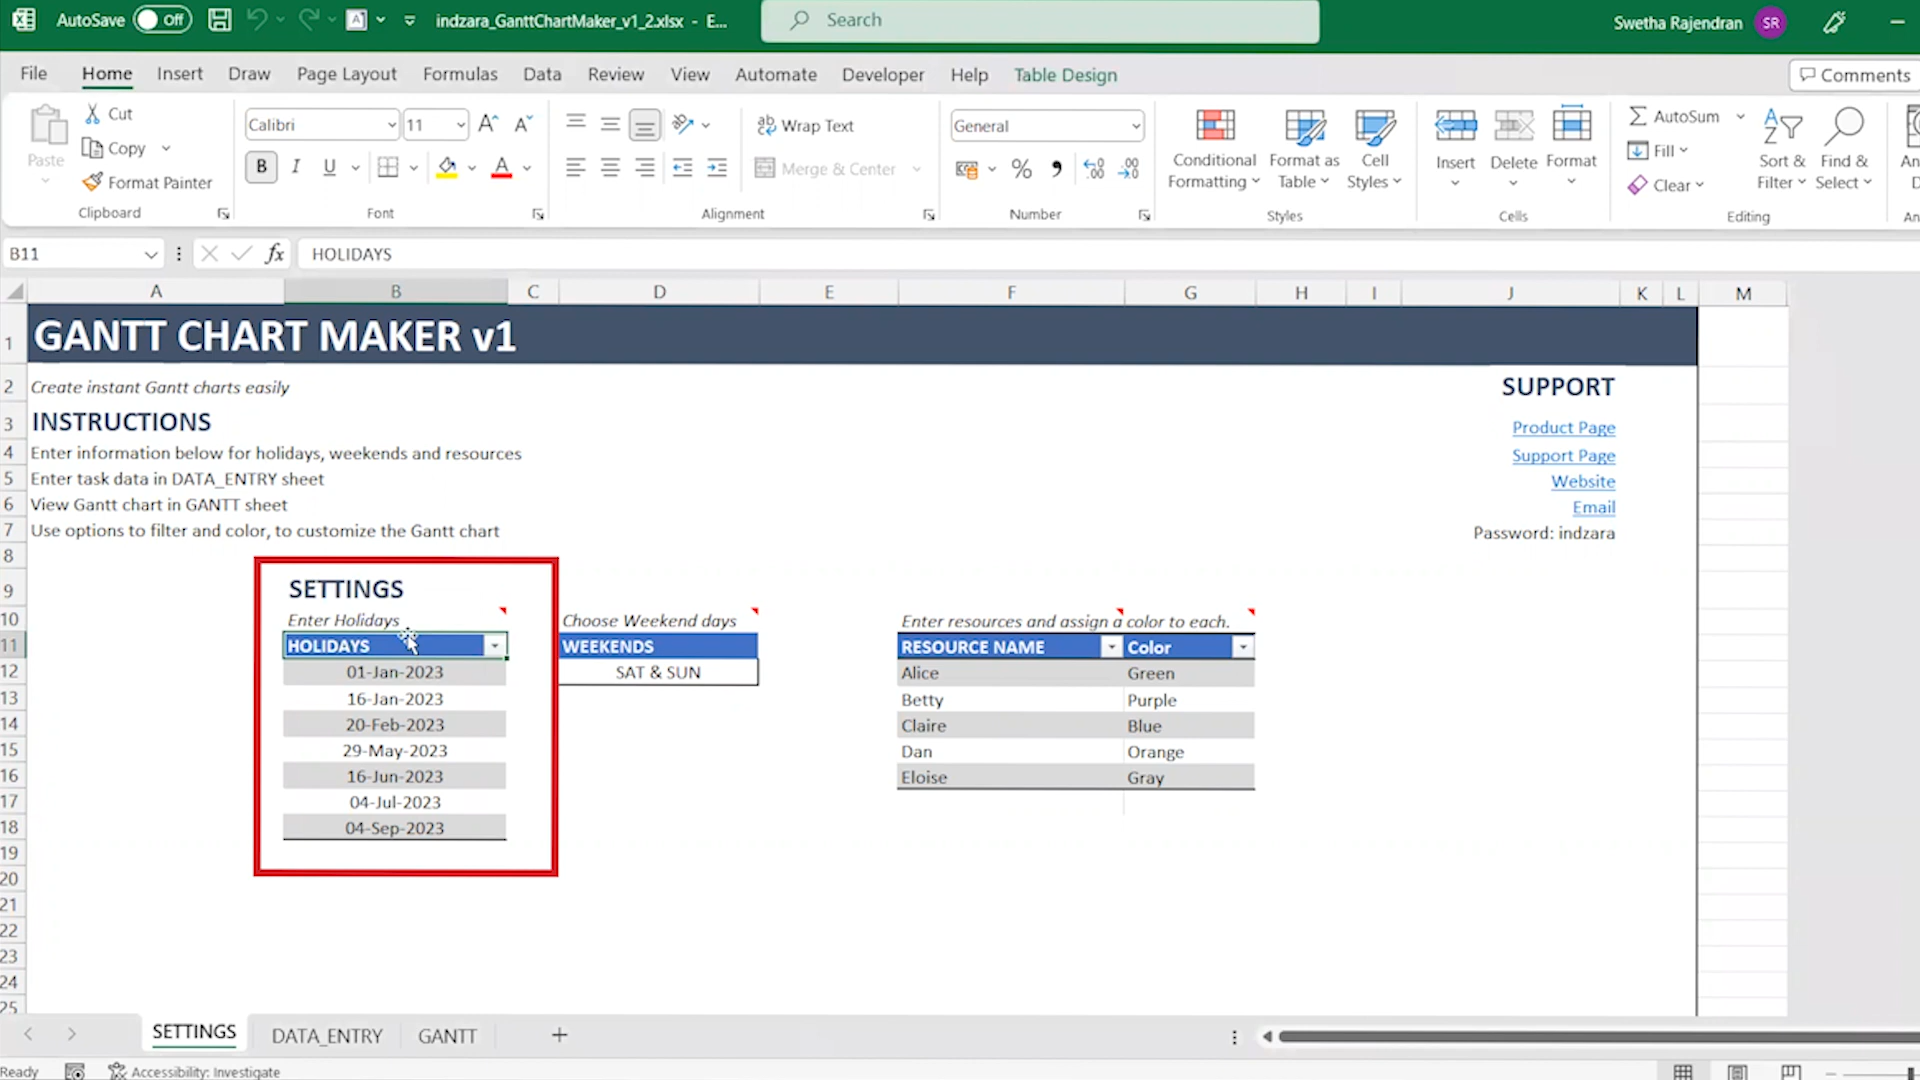 AutoSave Off indzara_GanttChartMaker_v1_2.xlsx - E... Search Swetha Rajendran SR
File Home Insert Draw Page Layout Formulas Data Review View Automate Developer Help Table Design Comments
Paste Cut Copy Format Painter Clipboard
Calibri 11 B I U A Font
Wrap Text Merge & Center Alignment
General % Number
Conditional Formatting Format as Table Cell Styles Styles
Insert Delete Format Cells
AutoSum Fill Clear Sort & Filter Find & Select Editing
An
B11 fx HOLIDAYS
A B C D E F G H I J K L M
1 GANTT CHART MAKER v1
2 Create instant Gantt charts easily SUPPORT
3 INSTRUCTIONS Product Page
4 Enter information below for holidays, weekends and resources Support Page
5 Enter task data in DATA_ENTRY sheet Website
6 View Gantt chart in GANTT sheet Email
7 Use options to filter and color, to customize the Gantt chart Password: indzara
8
9 SETTINGS
10 Enter Holidays Choose Weekend days Enter resources and assign a color to each.
11 HOLIDAYS WEEKENDS RESOURCE NAME Color
12 01-Jan-2023 SAT & SUN Alice Green
13 16-Jan-2023 Betty Purple
14 20-Feb-2023 Claire Blue
15 29-May-2023 Dan Orange
16 16-Jun-2023 Eloise Gray
17 04-Jul-2023
18 04-Sep-2023
19
20
21
22
23
24
25
SETTINGS DATA_ENTRY GANTT
Ready Accessibility: Investigate